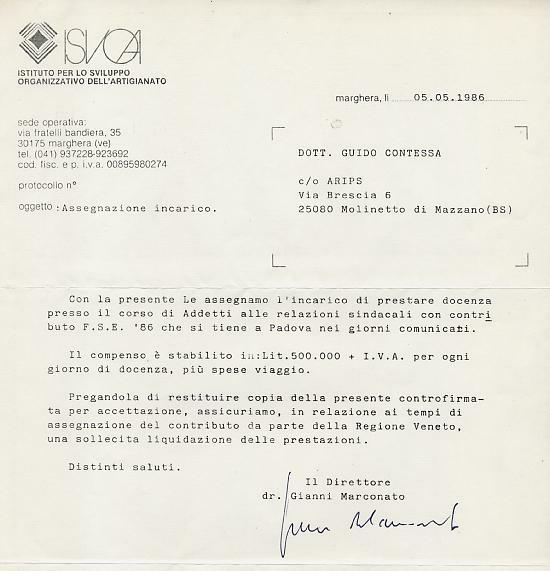 ISVOA
ISTITUTO PER LO SVILUPPO
ORGANIZZATIVO DELL'ARTIGIANATO
marghera, li 05.05.1986
sede operativa:
via fratelli bandiera, 35
30175 marghera (ve)
tel. (041) 937228-923692
cod. fisc. e p. i.v.a. 00895980274
protocollo n°
oggetto : Assegnazione incarico.
DOTT. GUIDO CONTESSA
c/o ARIPS
Via Brescia 6
25080 Molinetto di Mazzano(BS)
Con la presente Le assegnamo l'incarico di prestare docenza
presso il corso di Addetti alle relazioni sindacali con contri
buto F.S.E. '86 che si tiene a Padova nei giorni comunicati.
Il compenso è stabilito in:Lit.500.000 + I.V.A. per ogni
giorno di docenza, più spese viaggio.
Pregandola di restituire copia della presente controfirma-
ta per accettazione, assicuriamo, in relazione ai tempi di
assegnazione del contributo da parte della Regione Veneto,
una sollecita liquidazione delle prestazioni.
Distinti saluti.
Il Direttore
dr. Gianni Marconato